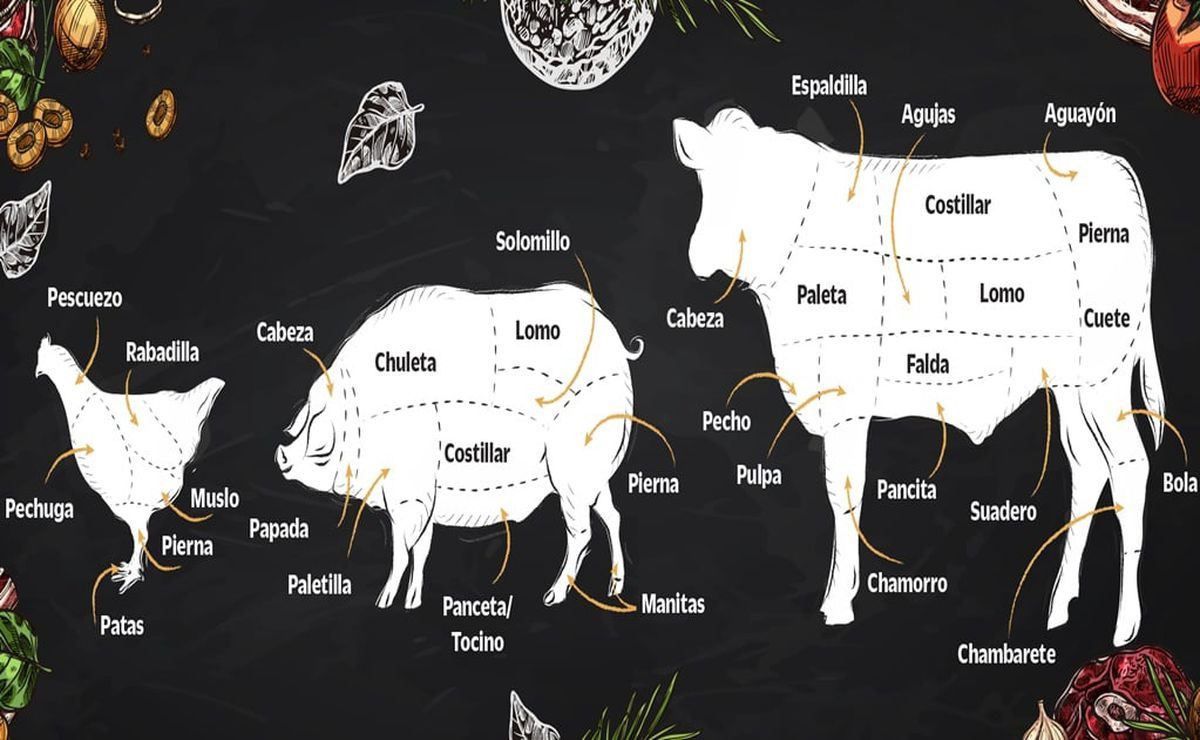 Pescuezo
Rabadilla
Pechuga
Muslo
Pierna
Patas
Solomillo
Cabeza
Lomo
Chuleta
Costillar
Pierna
Papada
Paletilla
Panceta/
Tocino
Manitas
Espaldilla
Agujas
Aguayón
Costillar
Pierna
Paleta
Lomo
Cabeza
Cuete
Falda
Pecho
Pulpa
Pancita
Suadero
Bola
Chamorro
Chambarete